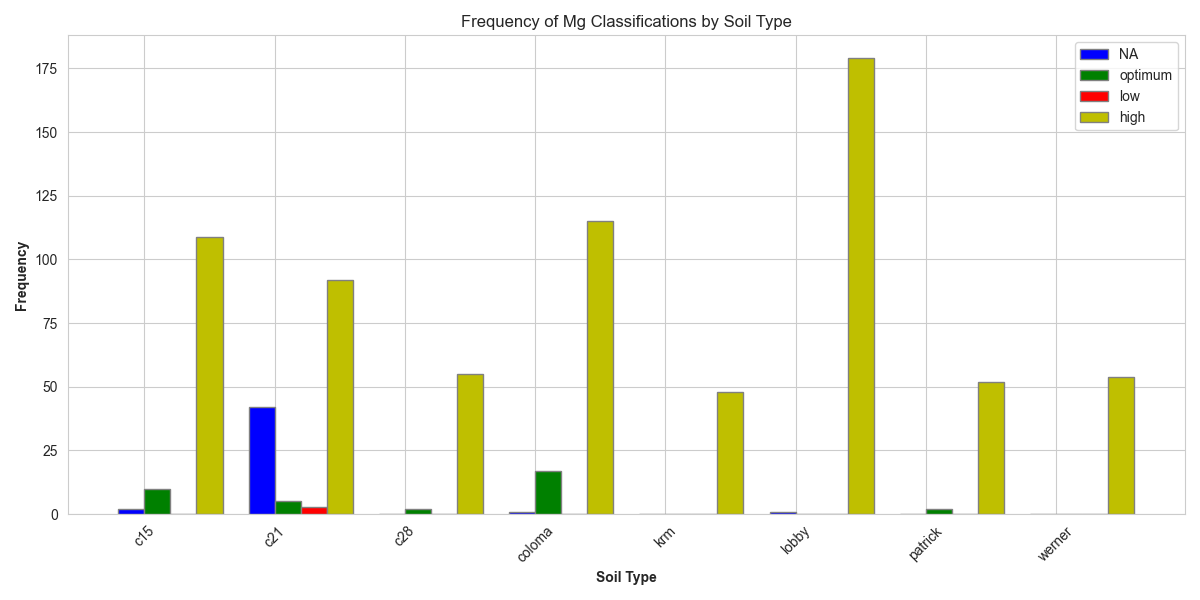 Frequency of Mg Classifications by Soil Type
NA
optimum
low
high
175
150
125
100
75
50
25
0
Frequency
c15
c21
c28
coloma
krm
lobby
patrick
werner
Soil Type